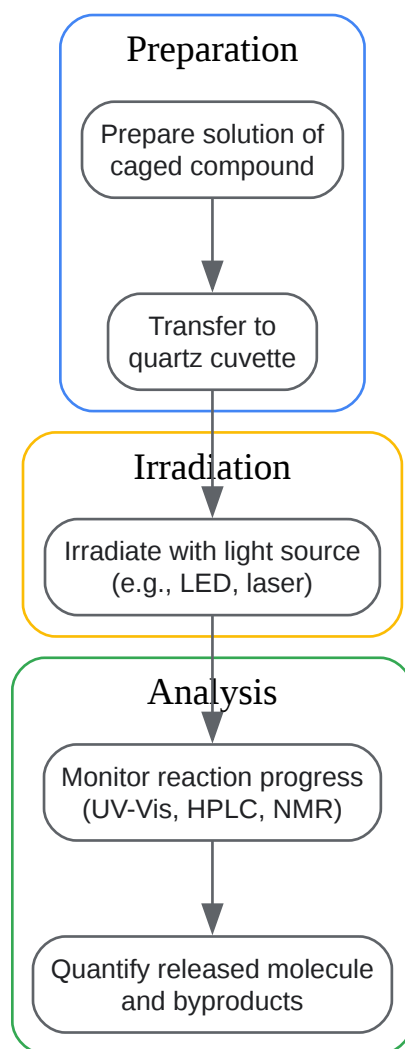 Preparation
Prepare solution of
caged compound
Transfer to
quartz cuvette
Irradiation
Irradiate with light source
(e.g., LED, laser)
Analysis
Monitor reaction progress
(UV-Vis, HPLC, NMR)
Quantify released molecule
and byproducts